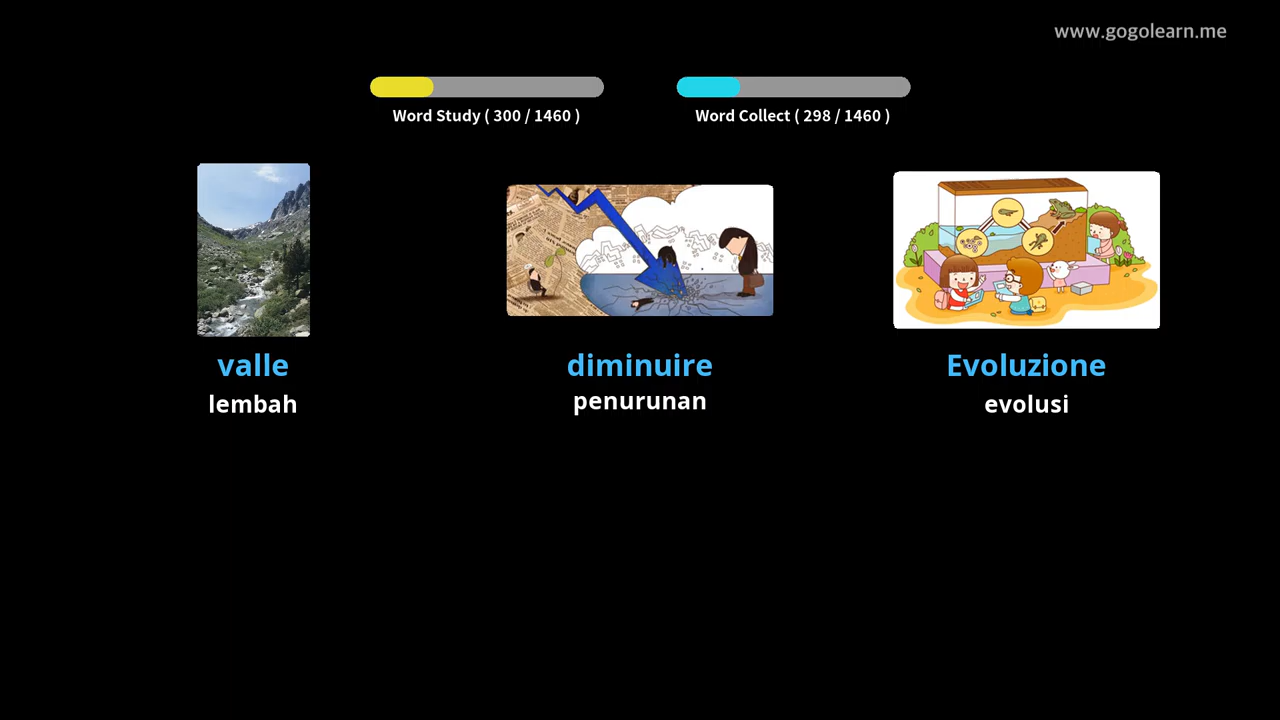 www.gogolearn.me
Word Study ( 300 / 1460 )
Word Collect ( 298 / 1460 )
valle
diminuire
Evoluzione
lembah
penurunan
evolusi